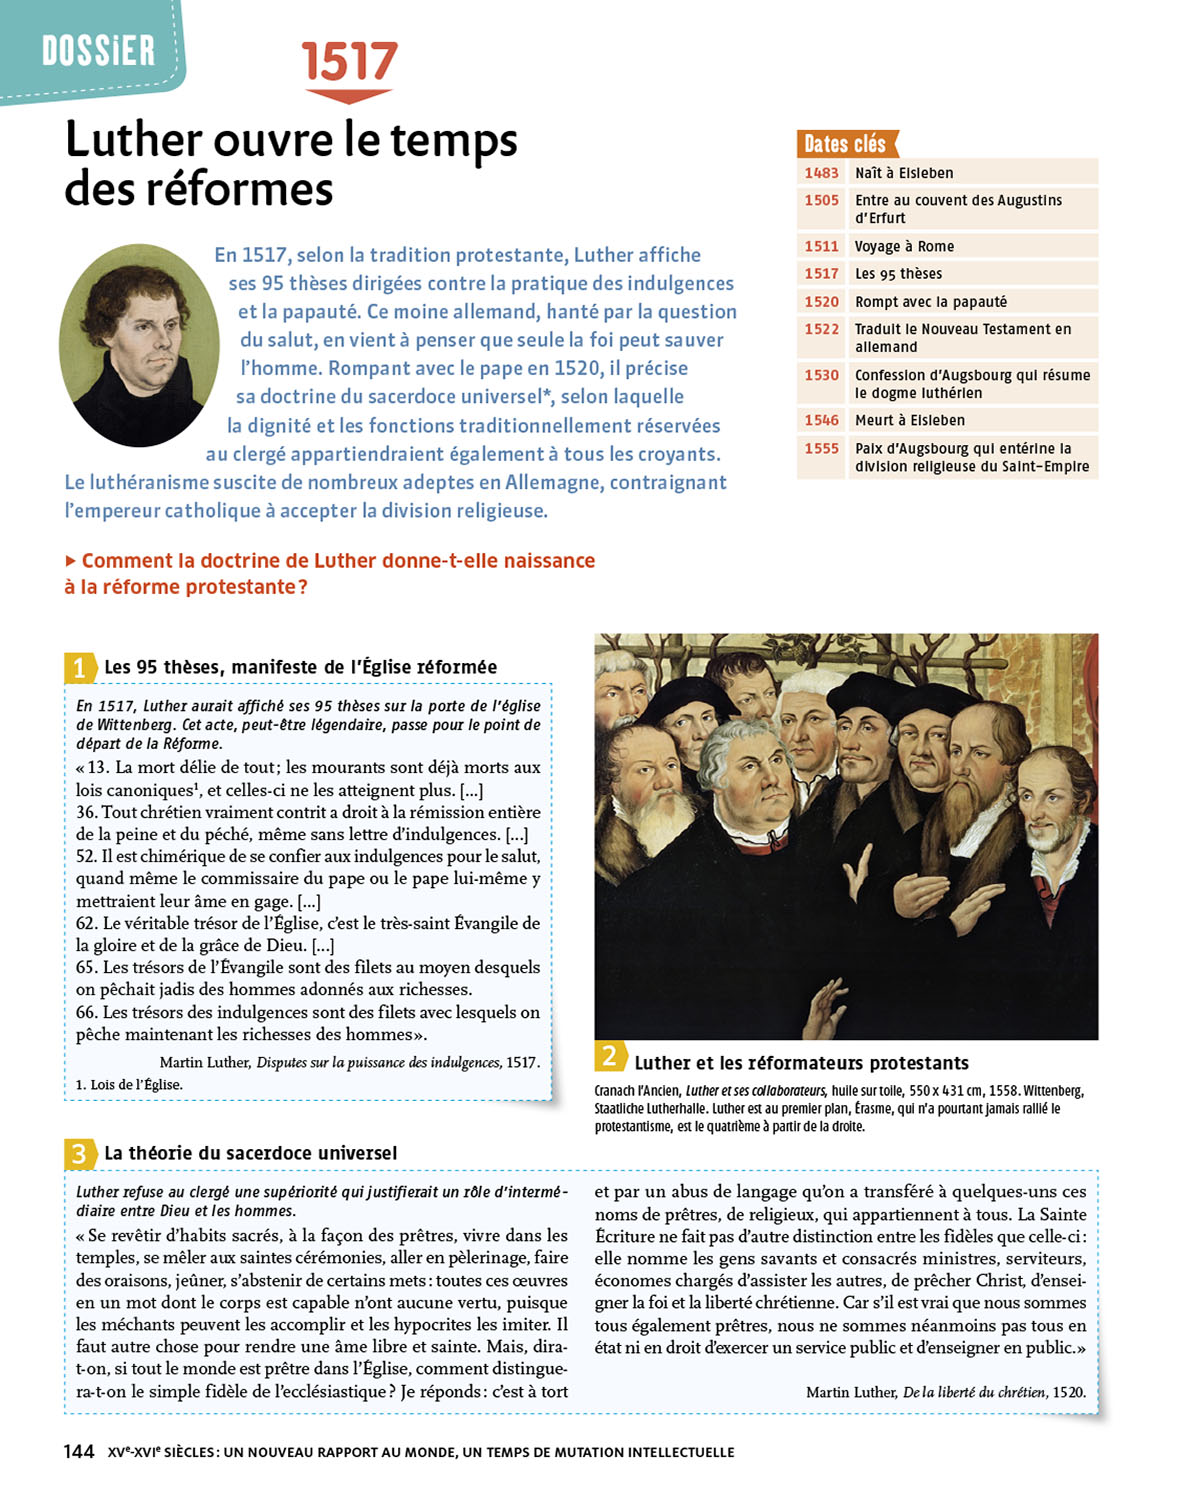 DOSSiER
1517
Luther ouvre le temps
des réformes
En 1517, selon la tradition protestante, Luther affiche
ses 95 thèses dirigées contre la pratique des indulgences
et la papauté. Ce moine allemand, hanté par la question
du salut, en vient à penser que seule la foi peut sauver
l'homme. Rompant avec le pape en 1520, il précise
sa doctrine du sacerdoce universel*, selon laquelle
la dignité et les fonctions traditionnellement réservées
au clergé appartiendraient également à tous les croyants.
Le luthéranisme suscite de nombreux adeptes en Allemagne, contraignant
l'empereur catholique à accepter la division religieuse.
▶ Comment la doctrine de Luther donne-t-elle naissance
à la réforme protestante ?
Dates clés
1483 Naît à Eisleben
1505 Entre au couvent des Augustins
d'Erfurt
1511 Voyage à Rome
1517 Les 95 thèses
1520 Rompt avec la papauté
1522 Traduit le Nouveau Testament en
allemand
1530 Confession d'Augsbourg qui résume
le dogme luthérien
1546 Meurt à Eisleben
1555 Paix d'Augsbourg qui entérine la
division religieuse du Saint-Empire
1 Les 95 thèses, manifeste de l'Église réformée
En 1517, Luther aurait affiché ses 95 thèses sur la porte de l'église
de Wittenberg. Cet acte, peut-être légendaire, passe pour le point de
départ de la Réforme.
« 13. La mort délie de tout ; les mourants sont déjà morts aux
lois canoniques¹, et celles-ci ne les atteignent plus. [...]
36. Tout chrétien vraiment contrit a droit à la rémission entière
de la peine et du péché, même sans lettre d'indulgences. [...]
52. Il est chimérique de se confier aux indulgences pour le salut,
quand même le commissaire du pape ou le pape lui-même y
mettraient leur âme en gage. [...]
62. Le véritable trésor de l'Église, c'est le très-saint Évangile de
la gloire et de la grâce de Dieu. [...]
65. Les trésors de l'Évangile sont des filets au moyen desquels
on pêchait jadis des hommes adonnés aux richesses.
66. Les trésors des indulgences sont des filets avec lesquels on
pêche maintenant les richesses des hommes ».
Martin Luther, Disputes sur la puissance des indulgences, 1517.
1. Lois de l'Église.
2 Luther et les réformateurs protestants
Cranach l'Ancien, Luther et ses collaborateurs, huile sur toile, 550 x 431 cm, 1558. Wittenberg,
Staatliche Lutherhalle. Luther est au premier plan, Érasme, qui n'a pourtant jamais rallié le
protestantisme, est le quatrième à partir de la droite.
3 La théorie du sacerdoce universel
Luther refuse au clergé une supériorité qui justifierait un rôle d'intermé-
diaire entre Dieu et les hommes.
« Se revêtir d'habits sacrés, à la façon des prêtres, vivre dans les
temples, se mêler aux saintes cérémonies, aller en pèlerinage, faire
des oraisons, jeûner, s'abstenir de certains mets : toutes ces œuvres
en un mot dont le corps est capable n'ont aucune vertu, puisque
les méchants peuvent les accomplir et les hypocrites les imiter. Il
faut autre chose pour rendre une âme libre et sainte. Mais, dira-
t-on, si tout le monde est prêtre dans l'Église, comment distingue-
ra-t-on le simple fidèle de l'ecclésiastique ? Je réponds : c'est à tort
et par un abus de langage qu'on a transféré à quelques-uns ces
noms de prêtres, de religieux, qui appartiennent à tous. La Sainte
Écriture ne fait pas d'autre distinction entre les fidèles que celle-ci :
elle nomme les gens savants et consacrés ministres, serviteurs,
économes chargés d'assister les autres, de prêcher Christ, d'ensei-
gner la foi et la liberté chrétienne. Car s'il est vrai que nous sommes
tous également prêtres, nous ne sommes néanmoins pas tous en
état ni en droit d'exercer un service public et d'enseigner en public. »
Martin Luther, De la liberté du chrétien, 1520.
144 XVe-XVIe SIÈCLES : UN NOUVEAU RAPPORT AU MONDE, UN TEMPS DE MUTATION INTELLECTUELLE